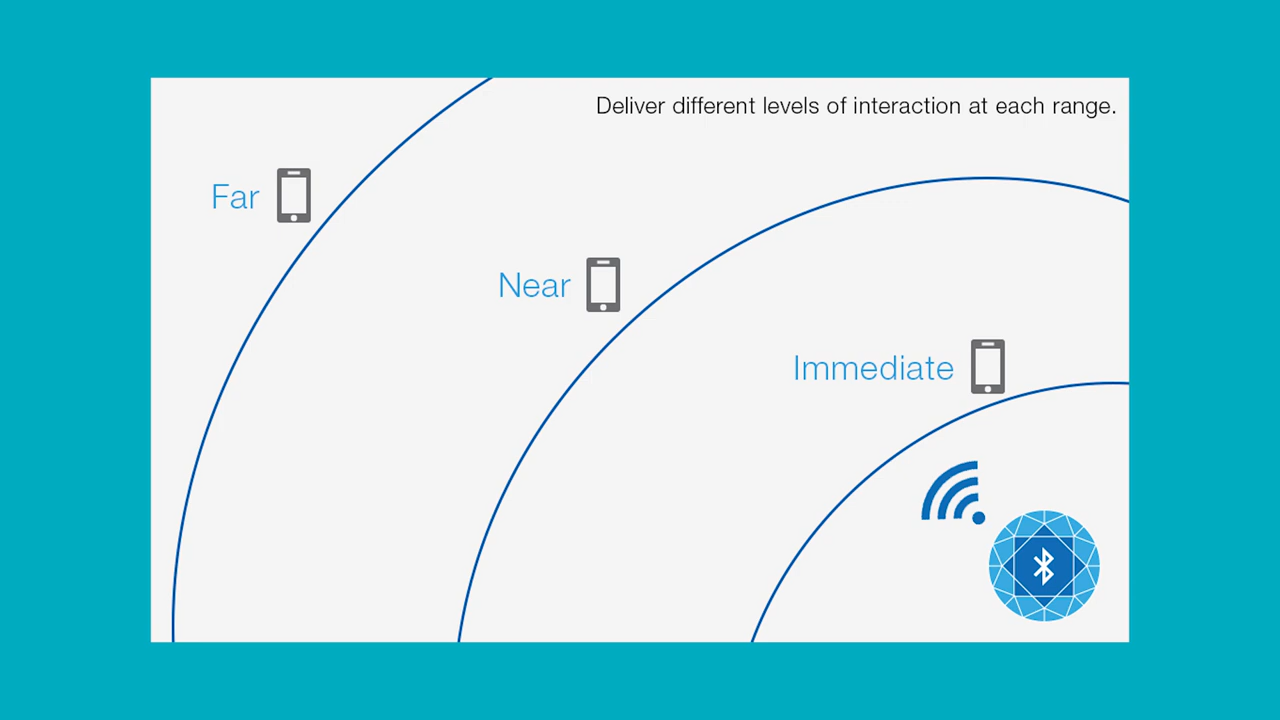 Deliver different levels of interaction at each range.
Far
Near
Immediate